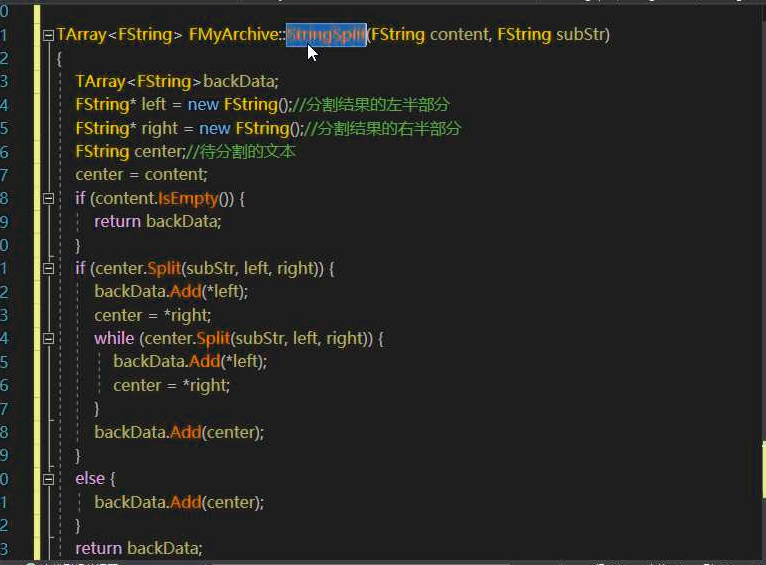 0
1 TArray<FString> FMyArchive::StringSplit(FString content, FString subStr)
2 {
3 TArray<FString>backData;
4 FString* left = new FString();//分割结果的左半部分
5 FString* right = new FString();//分割结果的右半部分
6 FString center;//待分割的文本
7 center = content;
8 if (content.IsEmpty()) {
9 return backData;
0 }
1 if (center.Split(subStr, left, right)) {
2 backData.Add(*left);
3 center = *right;
4 while (center.Split(subStr, left, right)) {
5 backData.Add(*left);
6 center = *right;
7 }
8 backData.Add(center);
9 }
0 else {
1 backData.Add(center);
2 }
3 return backData;